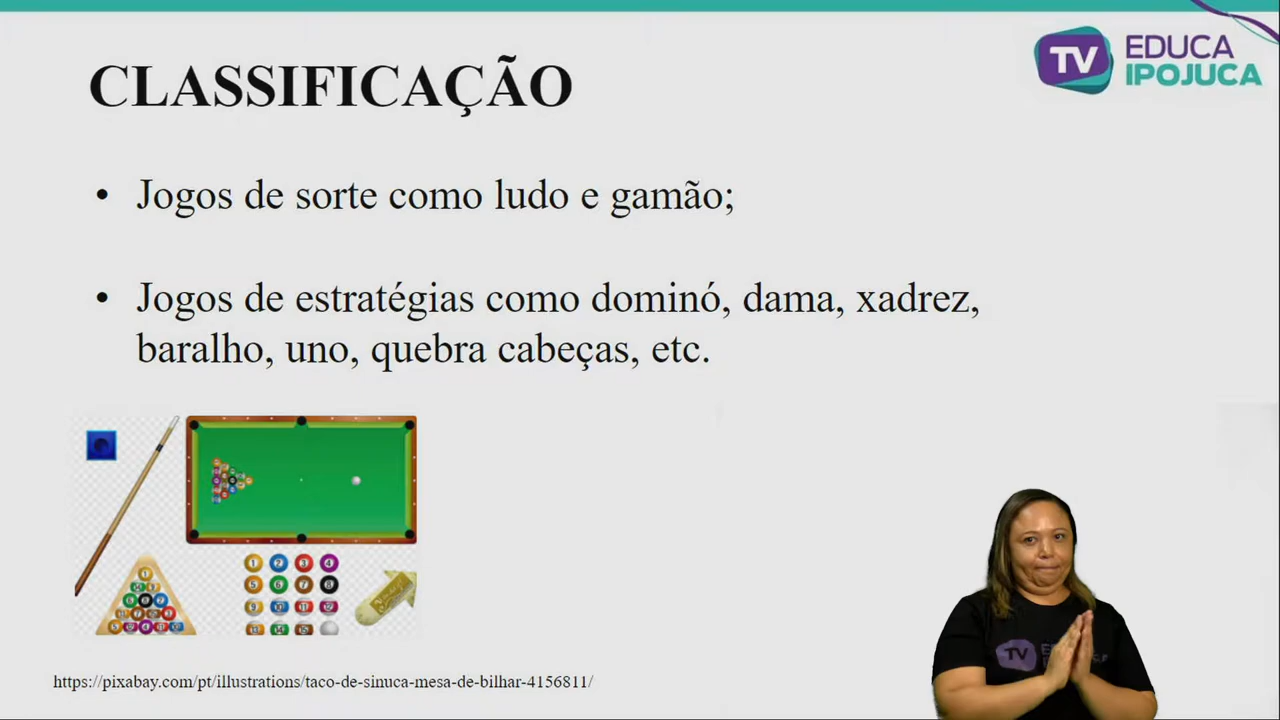 CLASSIFICAÇÃO
TV EDUCA
IPOJUCA
• Jogos de sorte como ludo e gamão;
• Jogos de estratégias como dominó, dama, xadrez,
baralho, uno, quebra cabeças, etc.
https://pixabay.com/pt/illustrations/taco-de-sinuca-mesa-de-bilhar-4156811/
TV